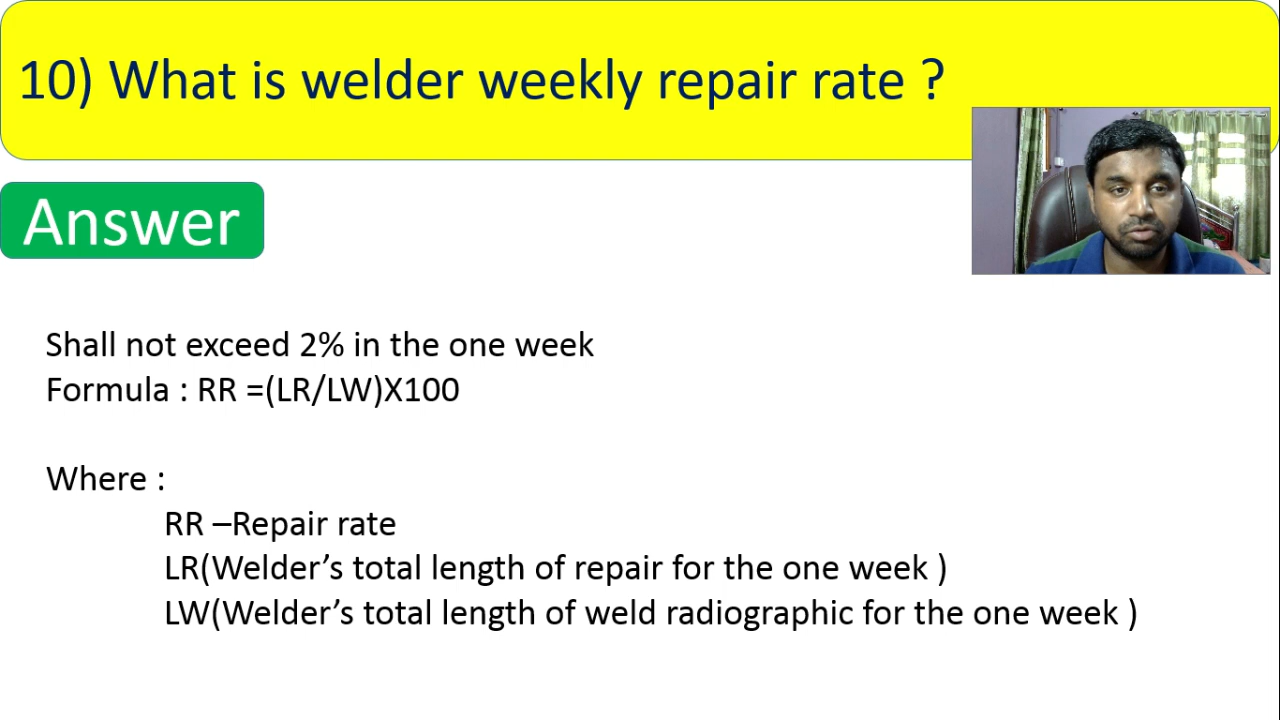 10) What is welder weekly repair rate ?
Answer
Shall not exceed 2% in the one week
Formula : RR =(LR/LW)X100
Where :
RR –Repair rate
LR(Welder’s total length of repair for the one week )
LW(Welder’s total length of weld radiographic for the one week )